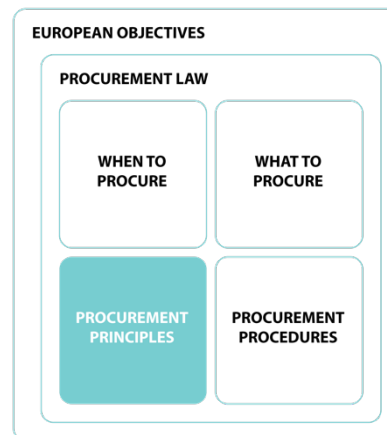 EUROPEAN OBJECTIVES
PROCUREMENT LAW
WHEN TO
PROCURE
WHAT TO
PROCURE
PROCUREMENT
PRINCIPLES
PROCUREMENT
PROCEDURES